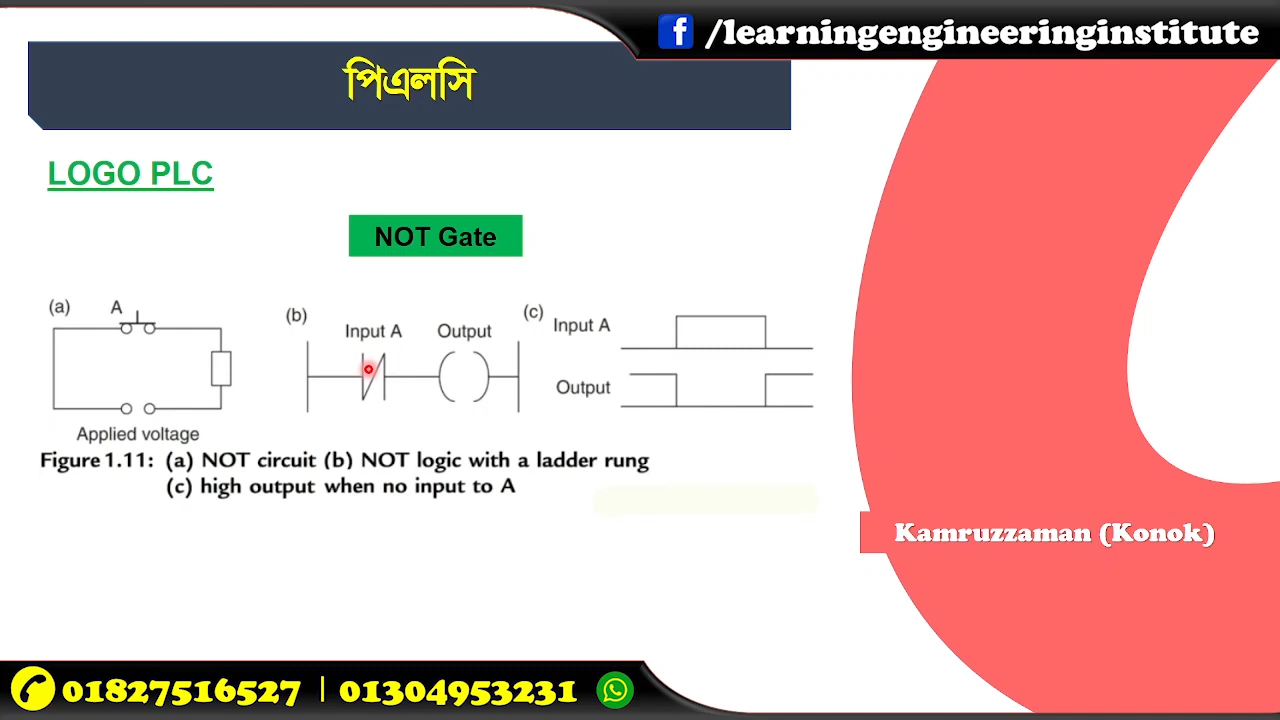 f /learningengineeringinstitute
পিএলসি
LOGO PLC
NOT Gate
(a) A
Applied voltage
(b)
Input A Output
(c) Input A
Output
Figure 1.11: (a) NOT circuit (b) NOT logic with a ladder rung
(c) high output when no input to A
Kamruzzaman (Konok)
01827516527 | 01304953231